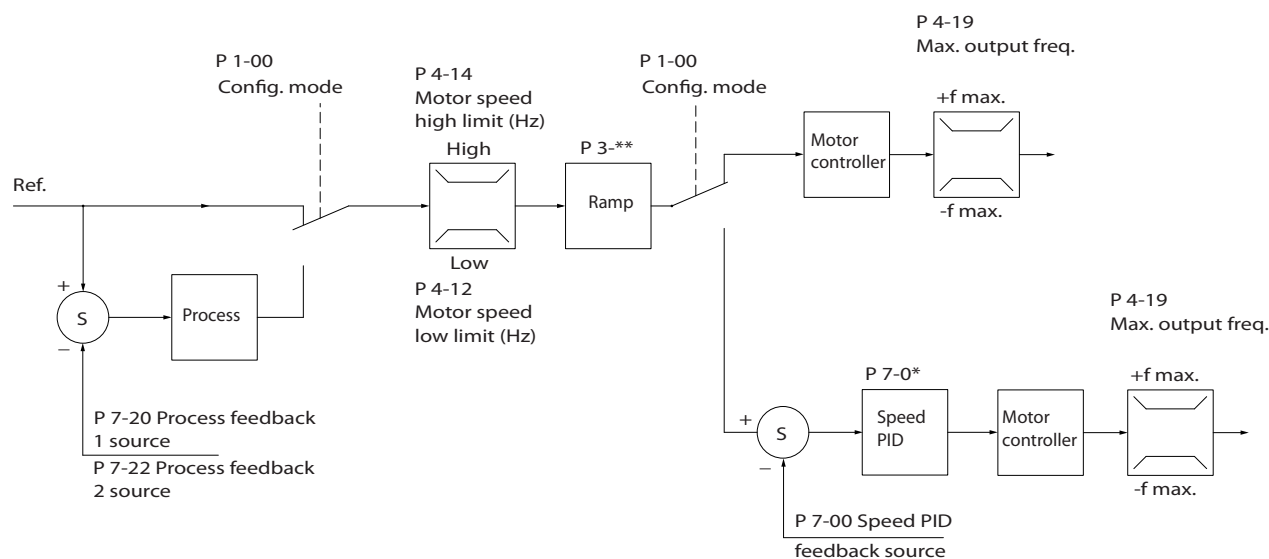 P 4-19
Max. output freq.
P 1-00
Config. mode
P 4-14
Motor speed
high limit (Hz)
P 1-00
Config. mode
+f max.
High
P 3-**
Motor
controller
Ref.
Ramp
-f max.
Low
P 4-12
Motor speed
low limit (Hz)
+
S
Process
–
P 4-19
Max. output freq.
P 7-0*
+f max.
P 7-20 Process feedback
1 source
P 7-22 Process feedback
2 source
+
S
Speed
PID
Motor
controller
–
-f max.
P 7-00 Speed PID
feedback source